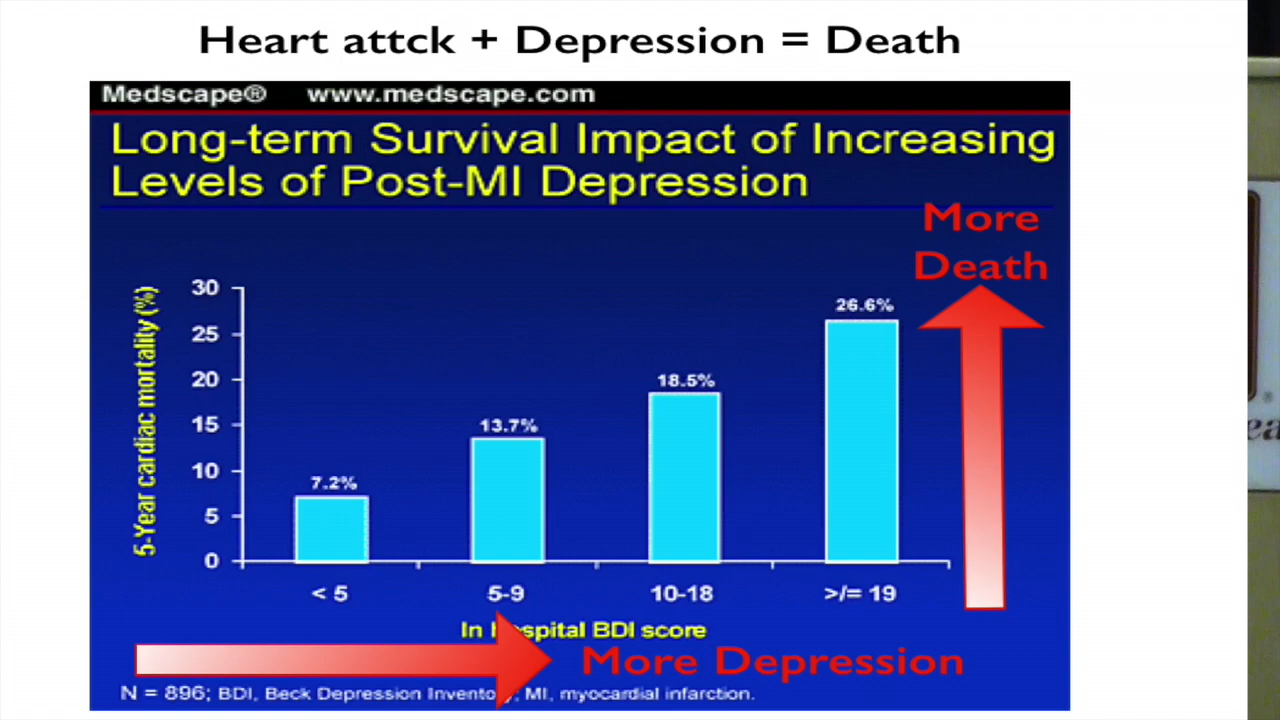 Heart attck + Depression = Death
Medscape® www.medscape.com
Long-term Survival Impact of Increasing
Levels of Post-MI Depression
More
Death
5-Year cardiac mortality (%)
30
25
20
15
10
5
0
7.2%
13.7%
18.5%
26.6%
< 5
5-9
10-18
>/= 19
In spital BDI score
More Depression
N = 896; BDI, Beck Depression Invento , MI, myocardial infarction.
®